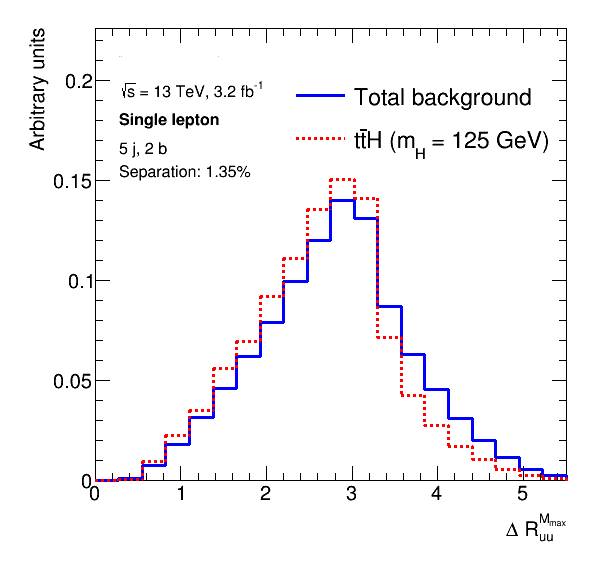 Arbitrary units
√s = 13 TeV, 3.2 fb⁻¹
Single lepton
5 j, 2 b
Separation: 1.35%
Total background
tt̄H (m_H = 125 GeV)
0.2
0.15
0.1
0.05
0
0 1 2 3 4 5
Δ R_uu^M_max